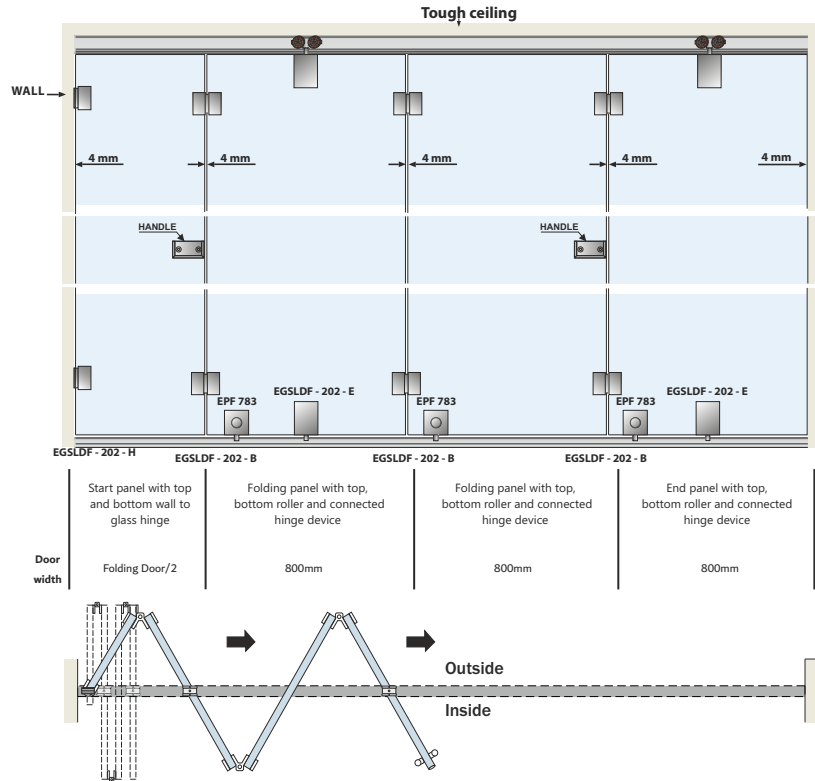 Tough ceiling
WALL
4 mm
4 mm
4 mm
4 mm
4 mm
HANDLE
HANDLE
EGSLDF - 202 - E
EGSLDF - 202 - E
EPF 783
EPF 783
EPF 783
EGSLDF - 202 - H
EGSLDF - 202 - B
EGSLDF - 202 - B
EGSLDF - 202 - B
Start panel with top
and bottom wall to
glass hinge
Folding panel with top,
bottom roller and connected
hinge device
Folding panel with top,
bottom roller and connected
hinge device
End panel with top,
bottom roller and connected
hinge device
Door
width
Folding Door/2
800mm
800mm
800mm
Outside
Inside